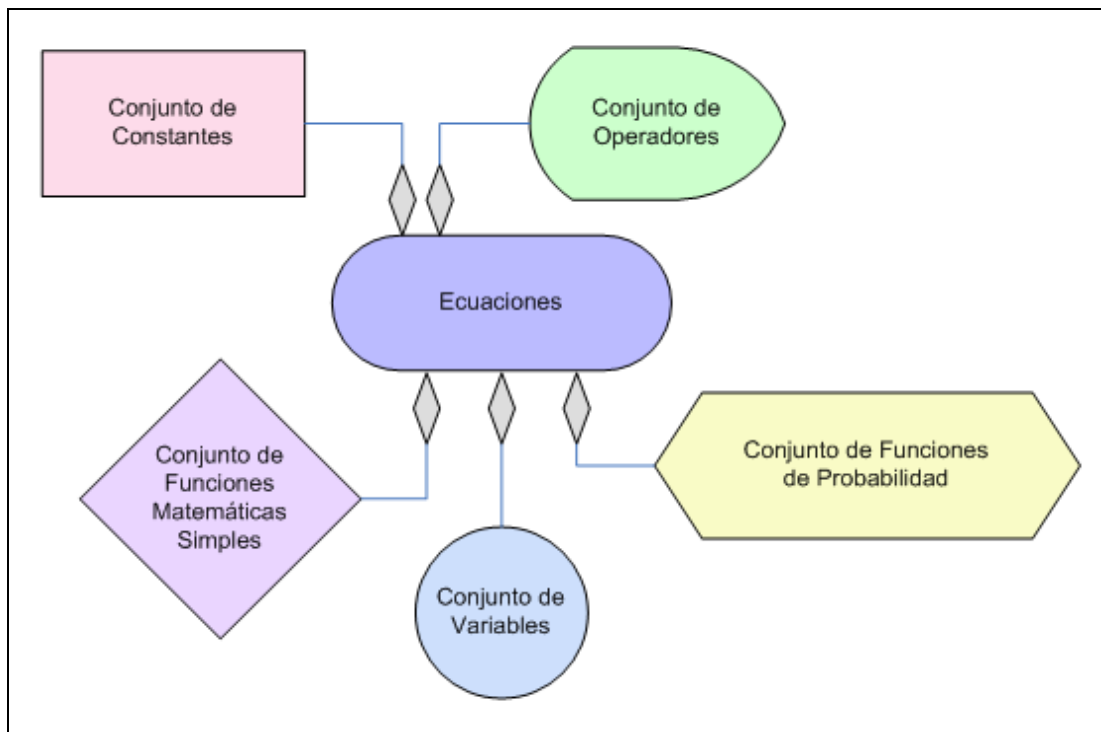 Conjunto de
Constantes
Conjunto de
Operadores
Ecuaciones
Conjunto de
Funciones
Matemáticas
Simples
Conjunto de Funciones
de Probabilidad
Conjunto de
Variables